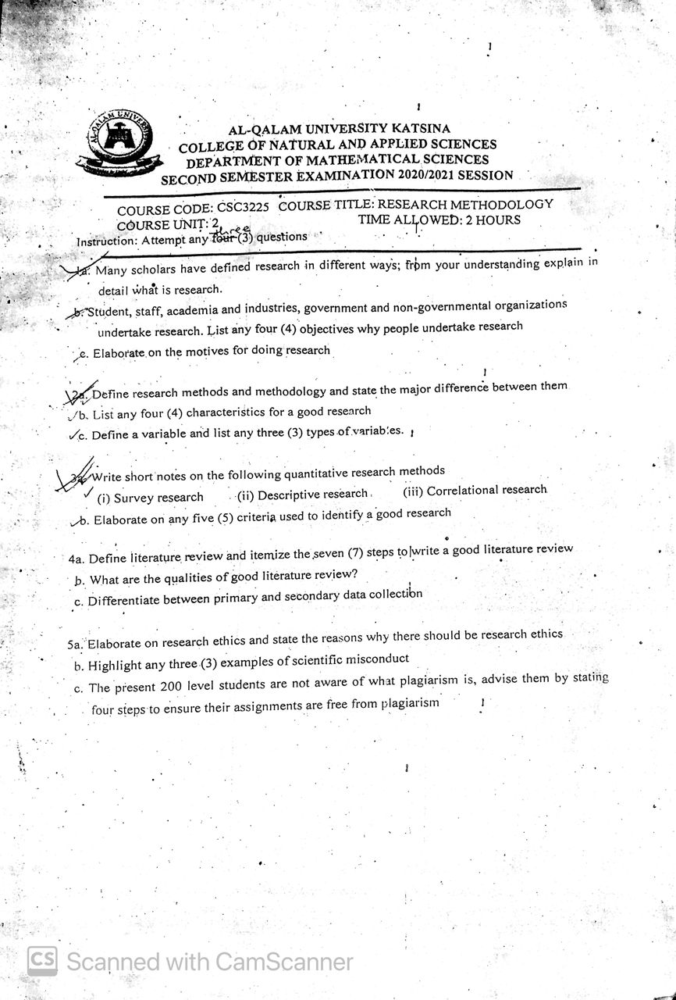 AL-QALAM UNIVERSITY
AL-QALAM UNIVERSITY KATSINA
COLLEGE OF NATURAL AND APPLIED SCIENCES
DEPARTMENT OF MATHEMATICAL SCIENCES
SECOND SEMESTER EXAMINATION 2020/2021 SESSION
COURSE CODE: CSC3225 COURSE TITLE: RESEARCH METHODOLOGY
COURSE UNIT: 2 TIME ALLOWED: 2 HOURS
three
Instruction: Attempt any four (3) questions
1a. Many scholars have defined research in different ways; from your understanding explain in
detail what is research.
b. Student, staff, academia and industries, government and non-governmental organizations
undertake research. List any four (4) objectives why people undertake research
c. Elaborate on the motives for doing research
2a. Define research methods and methodology and state the major difference between them
b. List any four (4) characteristics for a good research
c. Define a variable and list any three (3) types of variables.
3a. Write short notes on the following quantitative research methods
(i) Survey research (ii) Descriptive research (iii) Correlational research
b. Elaborate on any five (5) criteria used to identify a good research
4a. Define literature review and itemize the seven (7) steps to write a good literature review
b. What are the qualities of good literature review?
c. Differentiate between primary and secondary data collection
5a. Elaborate on research ethics and state the reasons why there should be research ethics
b. Highlight any three (3) examples of scientific misconduct
c. The present 200 level students are not aware of what plagiarism is, advise them by stating
four steps to ensure their assignments are free from plagiarism
CS Scanned with CamScanner